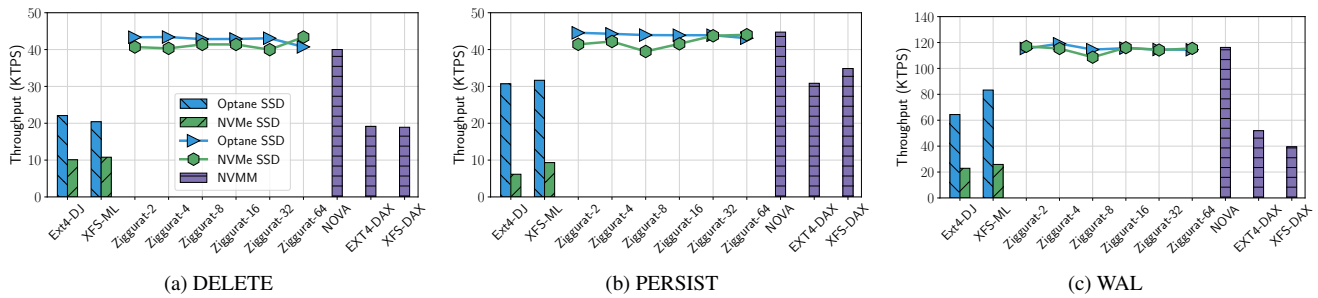 50
40
30
20
10
0
Throughput (KTPS)
Optane SSD
NVMe SSD
Optane SSD
NVMe SSD
NVMM
Ext4-DJ
XFS-ML
Ziggurat-2
Ziggurat-4
Ziggurat-8
Ziggurat-16
Ziggurat-32
Ziggurat-64
NOVA
EXT4-DAX
XFS-DAX
(a) DELETE
50
40
30
20
10
0
Throughput (KTPS)
Ext4-DJ
XFS-ML
Ziggurat-2
Ziggurat-4
Ziggurat-8
Ziggurat-16
Ziggurat-32
Ziggurat-64
NOVA
EXT4-DAX
XFS-DAX
(b) PERSIST
140
120
100
80
60
40
20
0
Throughput (KTPS)
Ext4-DJ
XFS-ML
Ziggurat-2
Ziggurat-4
Ziggurat-8
Ziggurat-16
Ziggurat-32
Ziggurat-64
NOVA
EXT4-DAX
XFS-DAX
(c) WAL